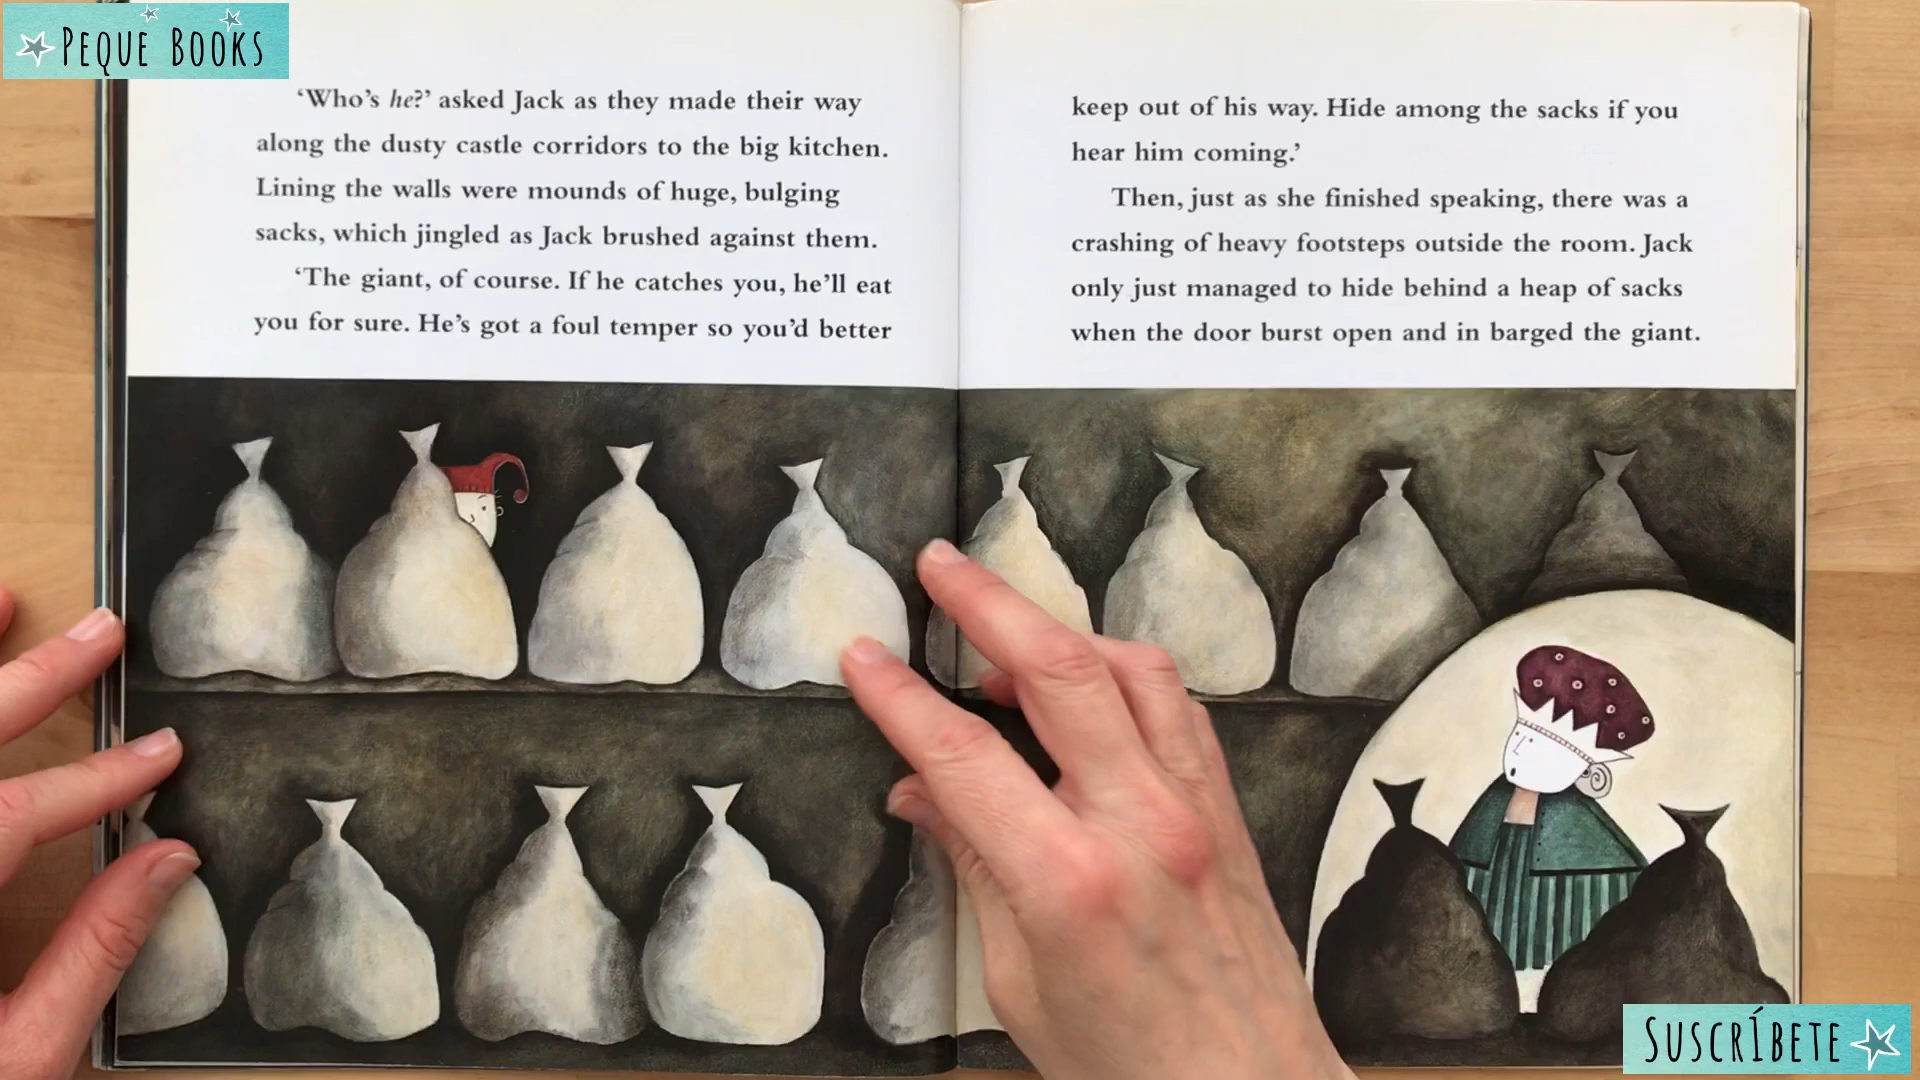 PEQUE BOOKS
‘Who’s he?’ asked Jack as they made their way
along the dusty castle corridors to the big kitchen.
Lining the walls were mounds of huge, bulging
sacks, which jingled as Jack brushed against them.
‘The giant, of course. If he catches you, he’ll eat
you for sure. He’s got a foul temper so you’d better
keep out of his way. Hide among the sacks if you
hear him coming.’
Then, just as she finished speaking, there was a
crashing of heavy footsteps outside the room. Jack
only just managed to hide behind a heap of sacks
when the door burst open and in barged the giant.
SUSCRÍBETE